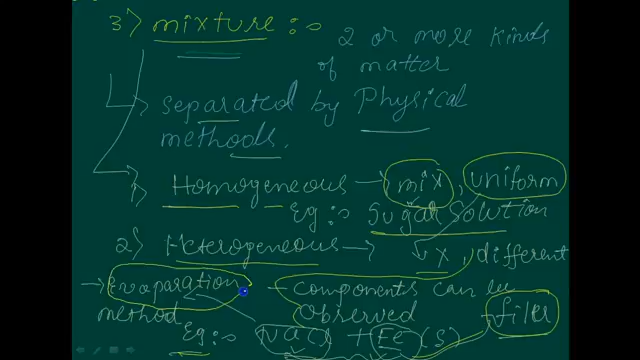 3) mixture :-
2 or more kinds
of matter
separated by Physical
methods.
1) Homogeneous → mix, uniform
Eg :- Sugar Solution
2) Heterogeneous → x, different
→ Evaparation - components can be
method Observed - filter
Eg :- NaCl + Fe (s)